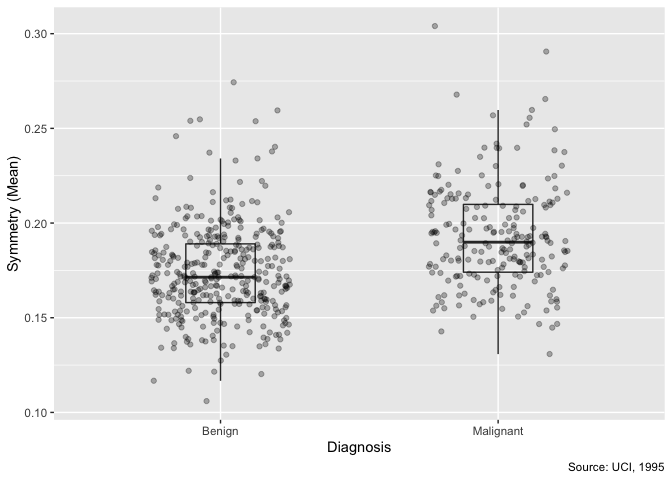 Symmetry (Mean)
0.30
0.25
0.20
0.15
0.10
Benign
Malignant
Diagnosis
Source: UCI, 1995